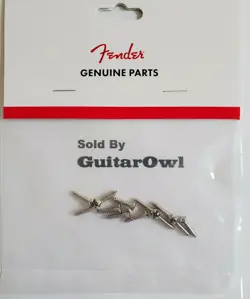 Fender
GENUINE PARTS
Sold By
GuitarOwl